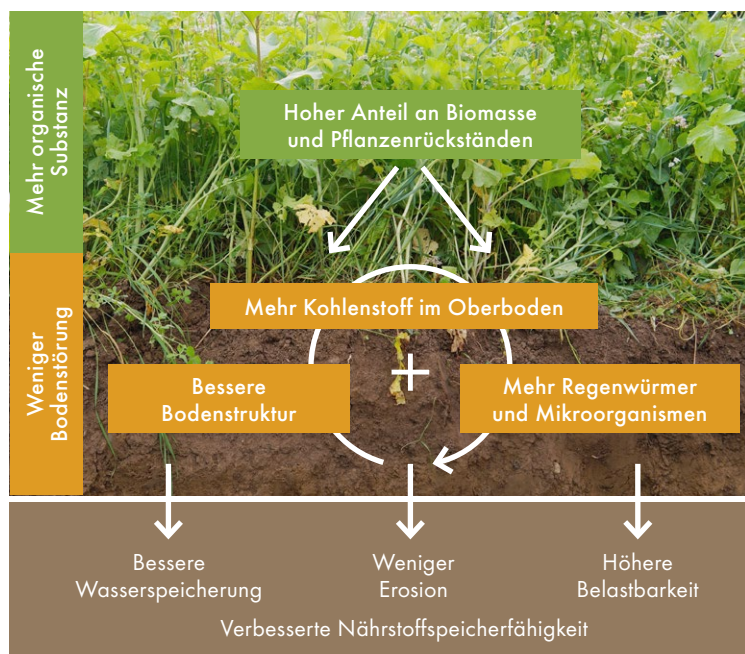 Mehr organische
Substanz
Hoher Anteil an Biomasse
und Pflanzenrückständen
Weniger
Bodenstörung
Mehr Kohlenstoff im Oberboden
Bessere
Bodenstruktur
+
Mehr Regenwürmer
und Mikroorganismen
Bessere
Wasserspeicherung
Weniger
Erosion
Höhere
Belastbarkeit
Verbesserte Nährstoffspeicherfähigkeit